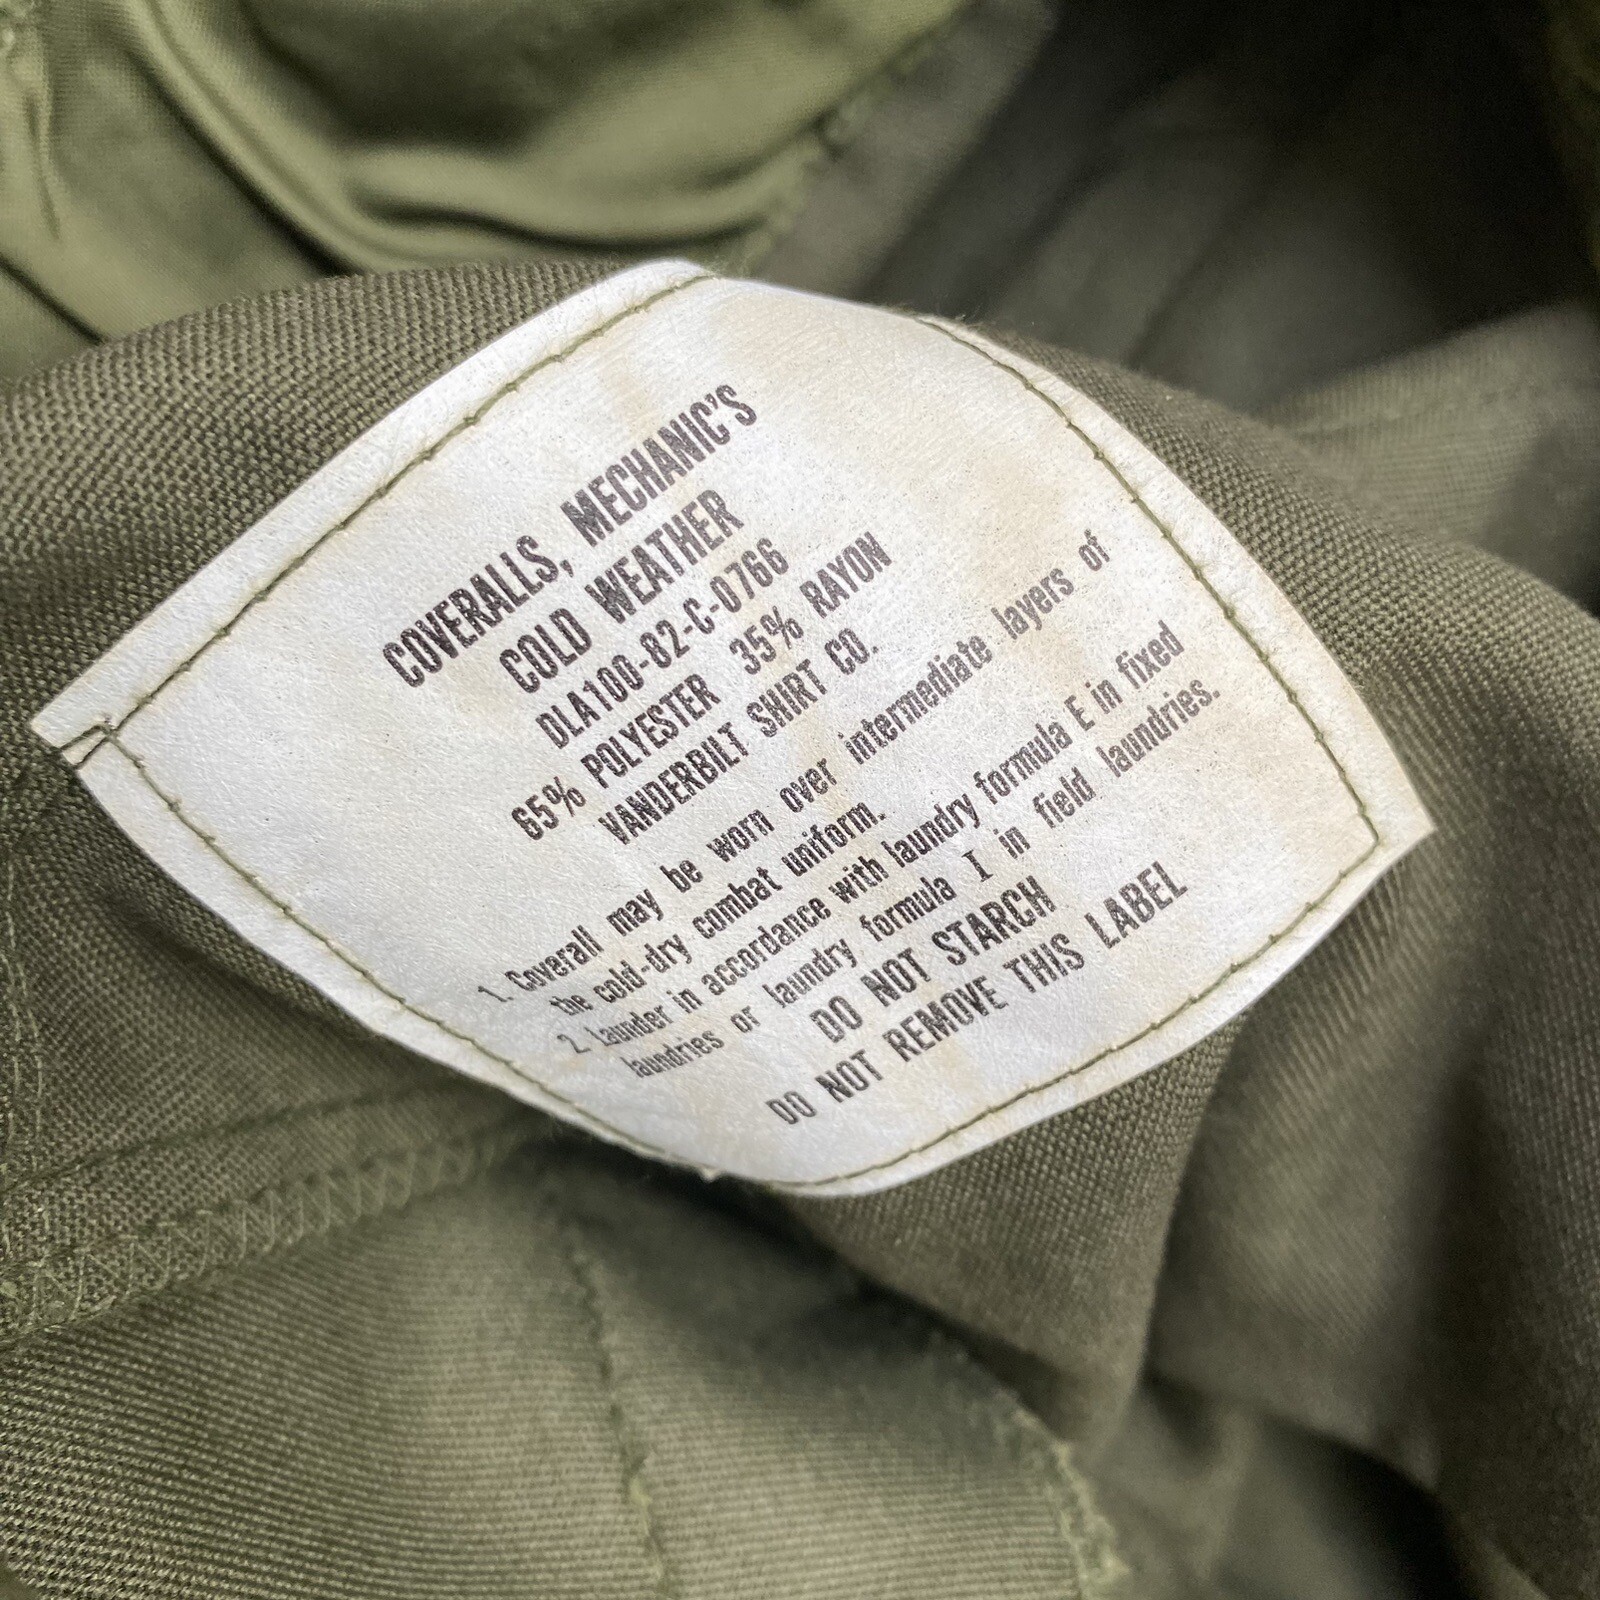 COVERALLS, MECHANIC'S
COLD WEATHER
DLA100-82-C-0766
65% POLYESTER 35% RAYON
VANDERBILT SHIRT CO.
1. Coverall may be worn over intermediate layers of
the cold-dry combat uniform.
2. Launder in accordance with laundry formula E in fixed
laundries or laundry formula I in field laundries.
DO NOT STARCH
DO NOT REMOVE THIS LABEL